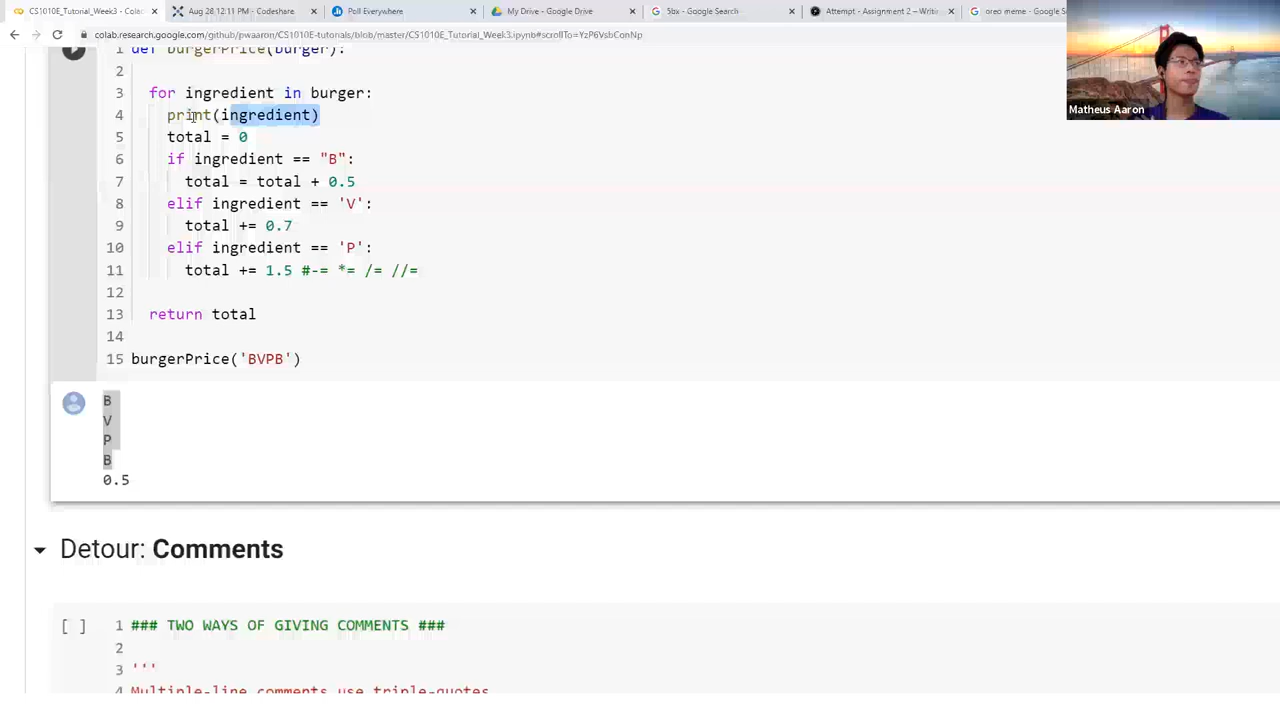 CS1010E_Tutorial_Week3 - Colab
Aug 28 12:11 PM - Codeshare.
Poll Everywhere
My Drive - Google Drive
5bx - Google Search
Attempt - Assignment 2 – Writi
oreo meme - Google S
colab.research.google.com/github/pwaaron/CS1010E-tutorials/blob/master/CS1010E_Tutorial_Week3.ipynb#scrollTo=YzP6VsbConNp
Matheus Aaron
1 def burgerPrice(burger):
2
3 for ingredient in burger:
4 print(ingredient)
5 total = 0
6 if ingredient == "B":
7 total = total + 0.5
8 elif ingredient == 'V':
9 total += 0.7
10 elif ingredient == 'P':
11 total += 1.5 #-= *= /= //=
12
13 return total
14
15 burgerPrice('BVPB')
B
V
P
B
0.5
Detour: Comments
[ ] 1 ### TWO WAYS OF GIVING COMMENTS ###
2
3 '''
4 Multiple-line comments use triple-quotes